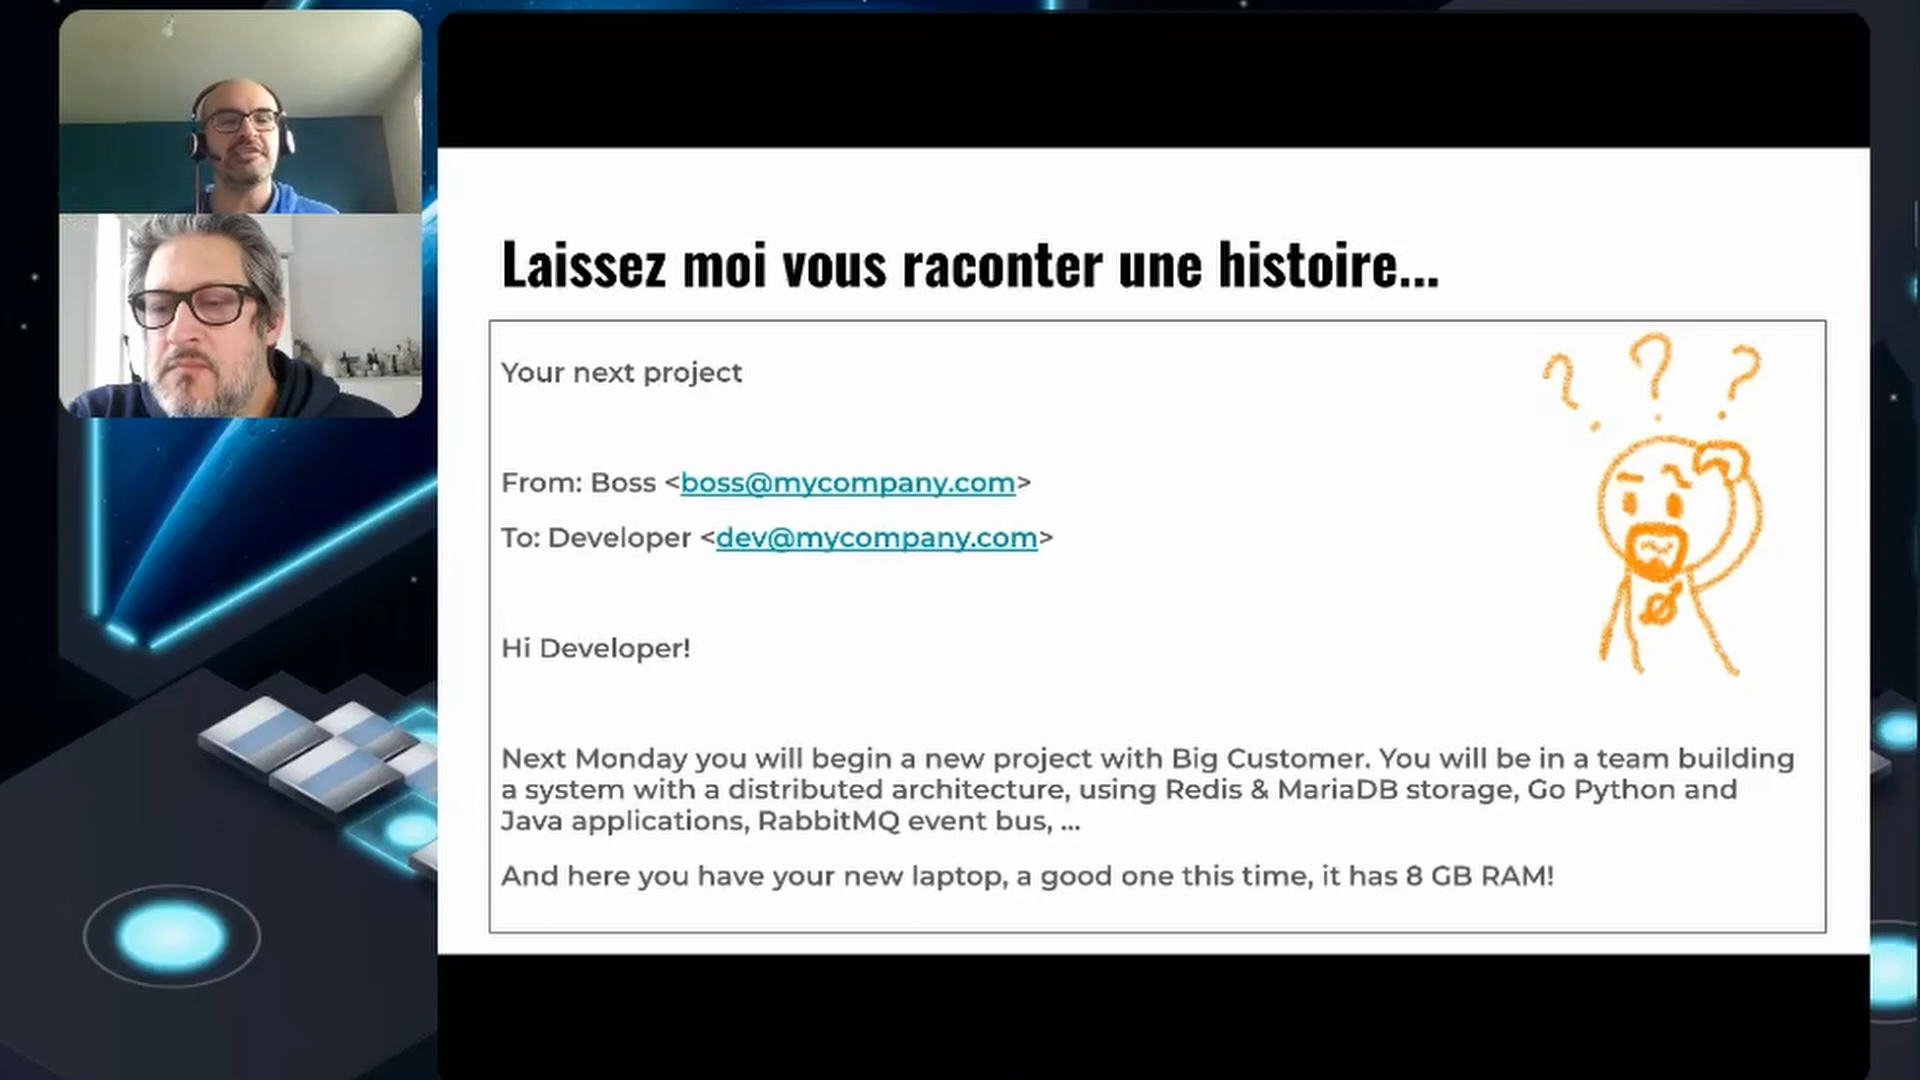 Laissez moi vous raconter une histoire...
Your next project
From: Boss <boss@mycompany.com>
To: Developer <dev@mycompany.com>
Hi Developer!
Next Monday you will begin a new project with Big Customer. You will be in a team building
a system with a distributed architecture, using Redis & MariaDB storage, Go Python and
Java applications, RabbitMQ event bus, ...
And here you have your new laptop, a good one this time, it has 8 GB RAM!
? ? ?